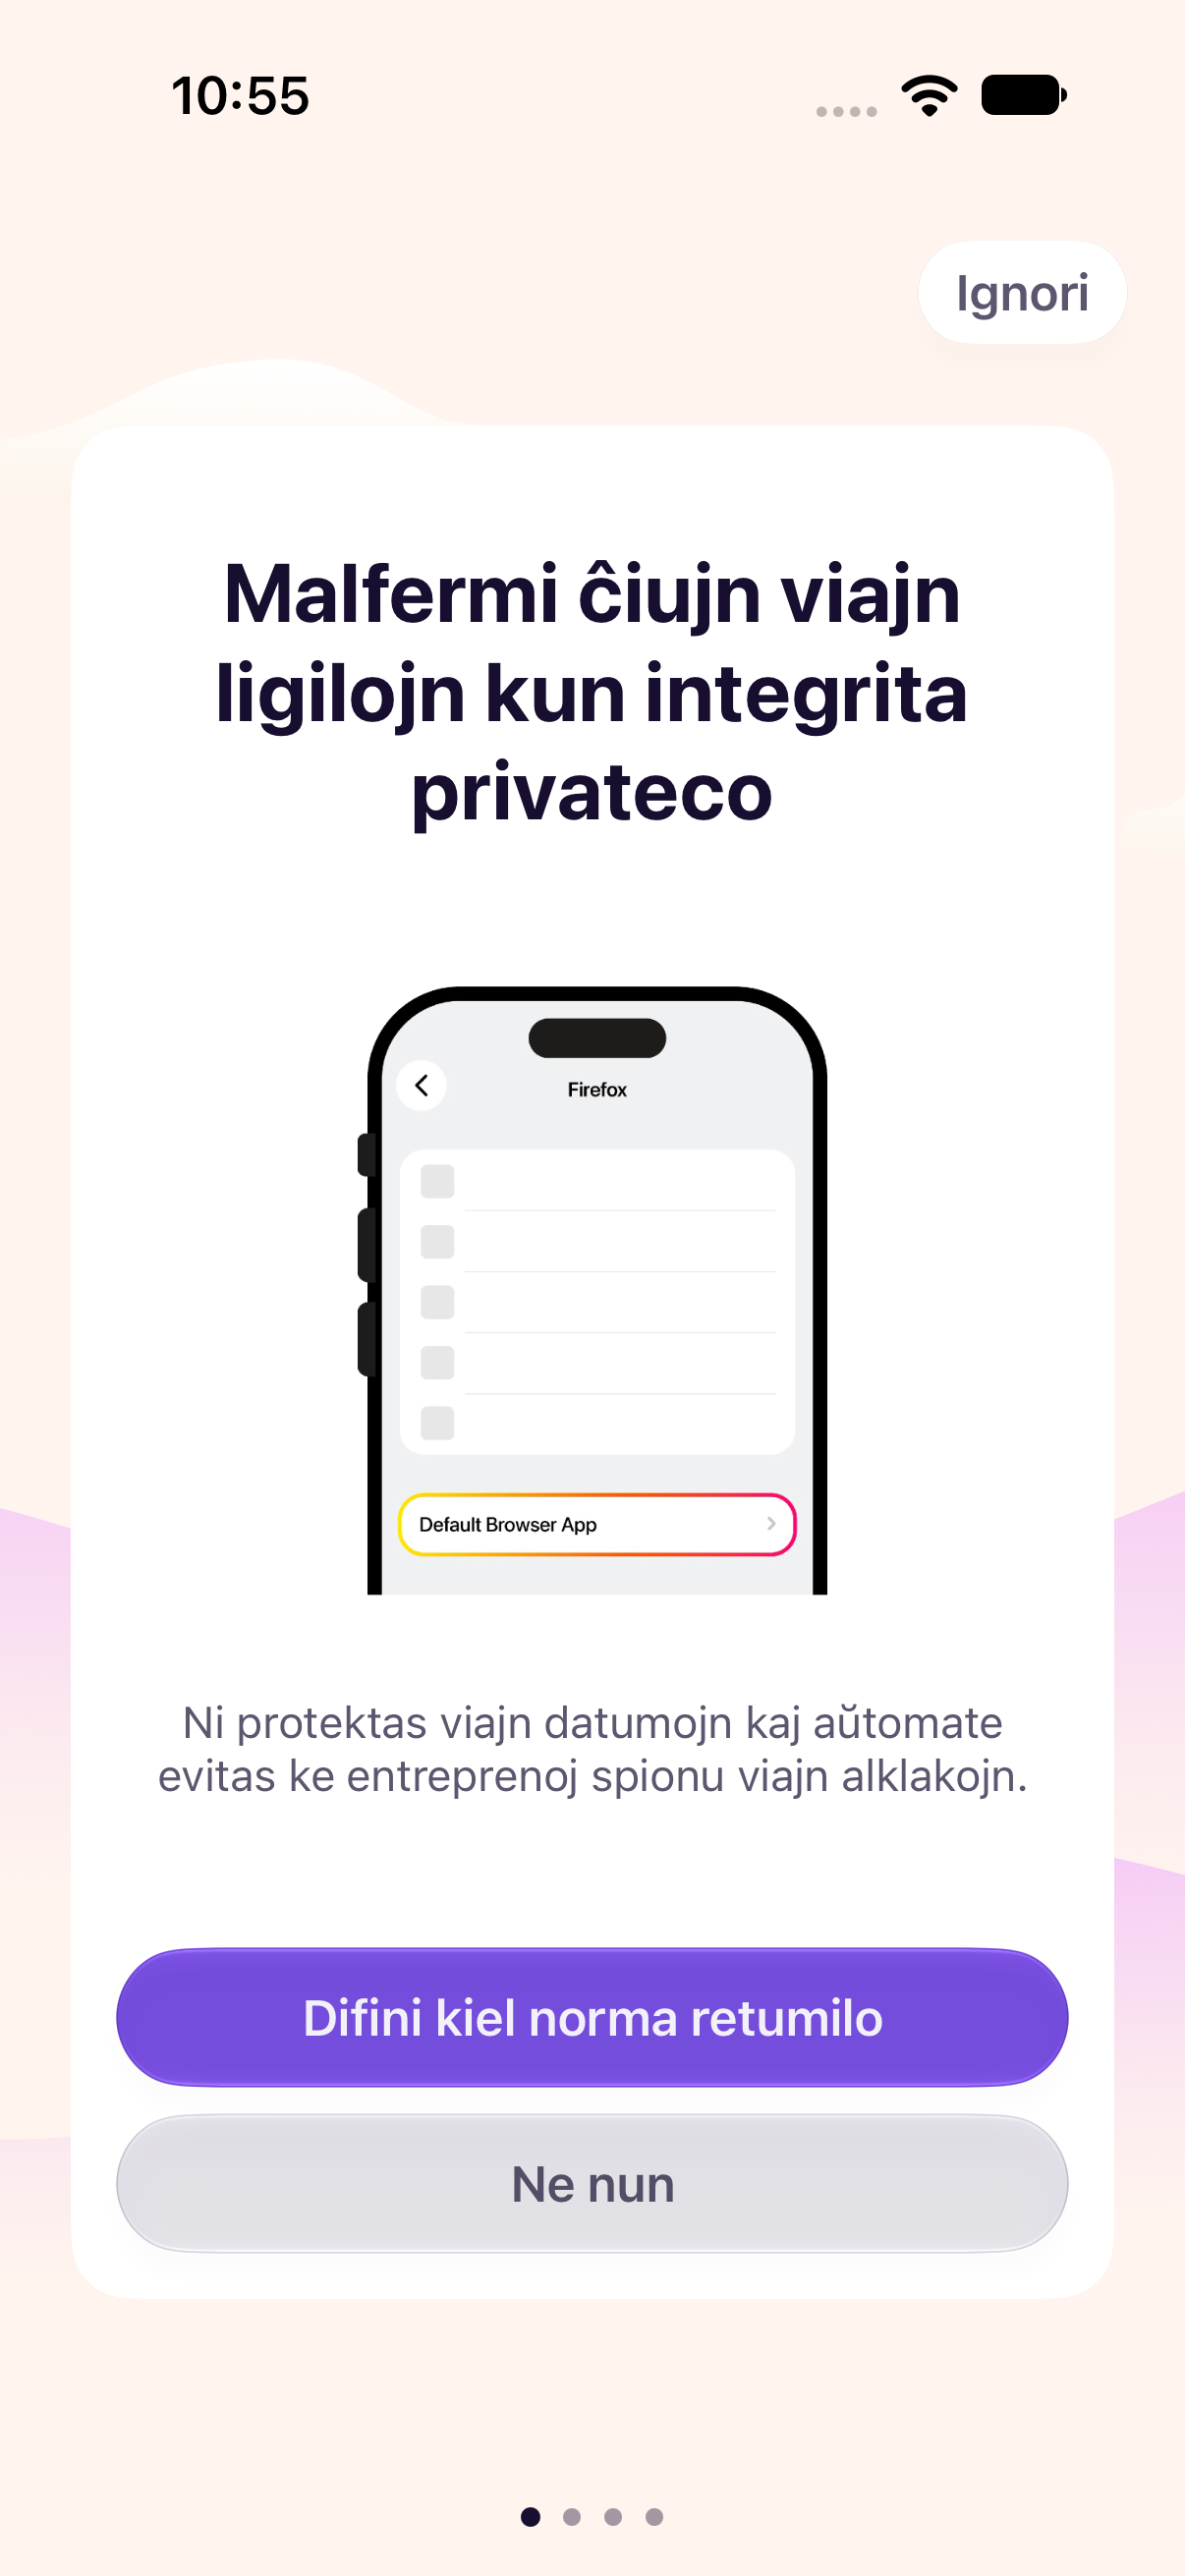 10:55
Ignori
Malfermi ĉiujn viajn
ligilojn kun integrita
privateco
Firefox
Default Browser App
Ni protektas viajn datumojn kaj aŭtomate
evitas ke entreprenoj spionu viajn alklakojn.
Difini kiel norma retumilo
Ne nun